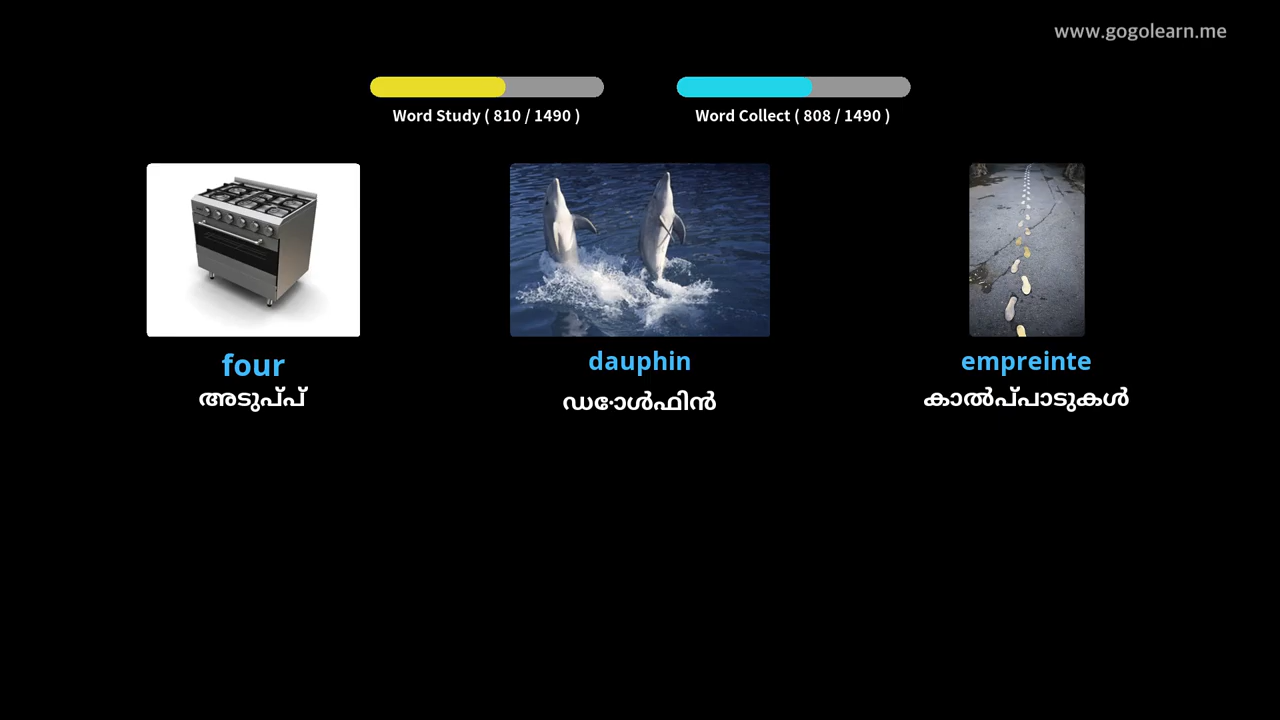 www.gogolearn.me
Word Study ( 810 / 1490 )
Word Collect ( 808 / 1490 )
four
dauphin
empreinte
അടുപ്പ്
ഡോൾഫിൻ
കാൽപ്പാടുകൾ